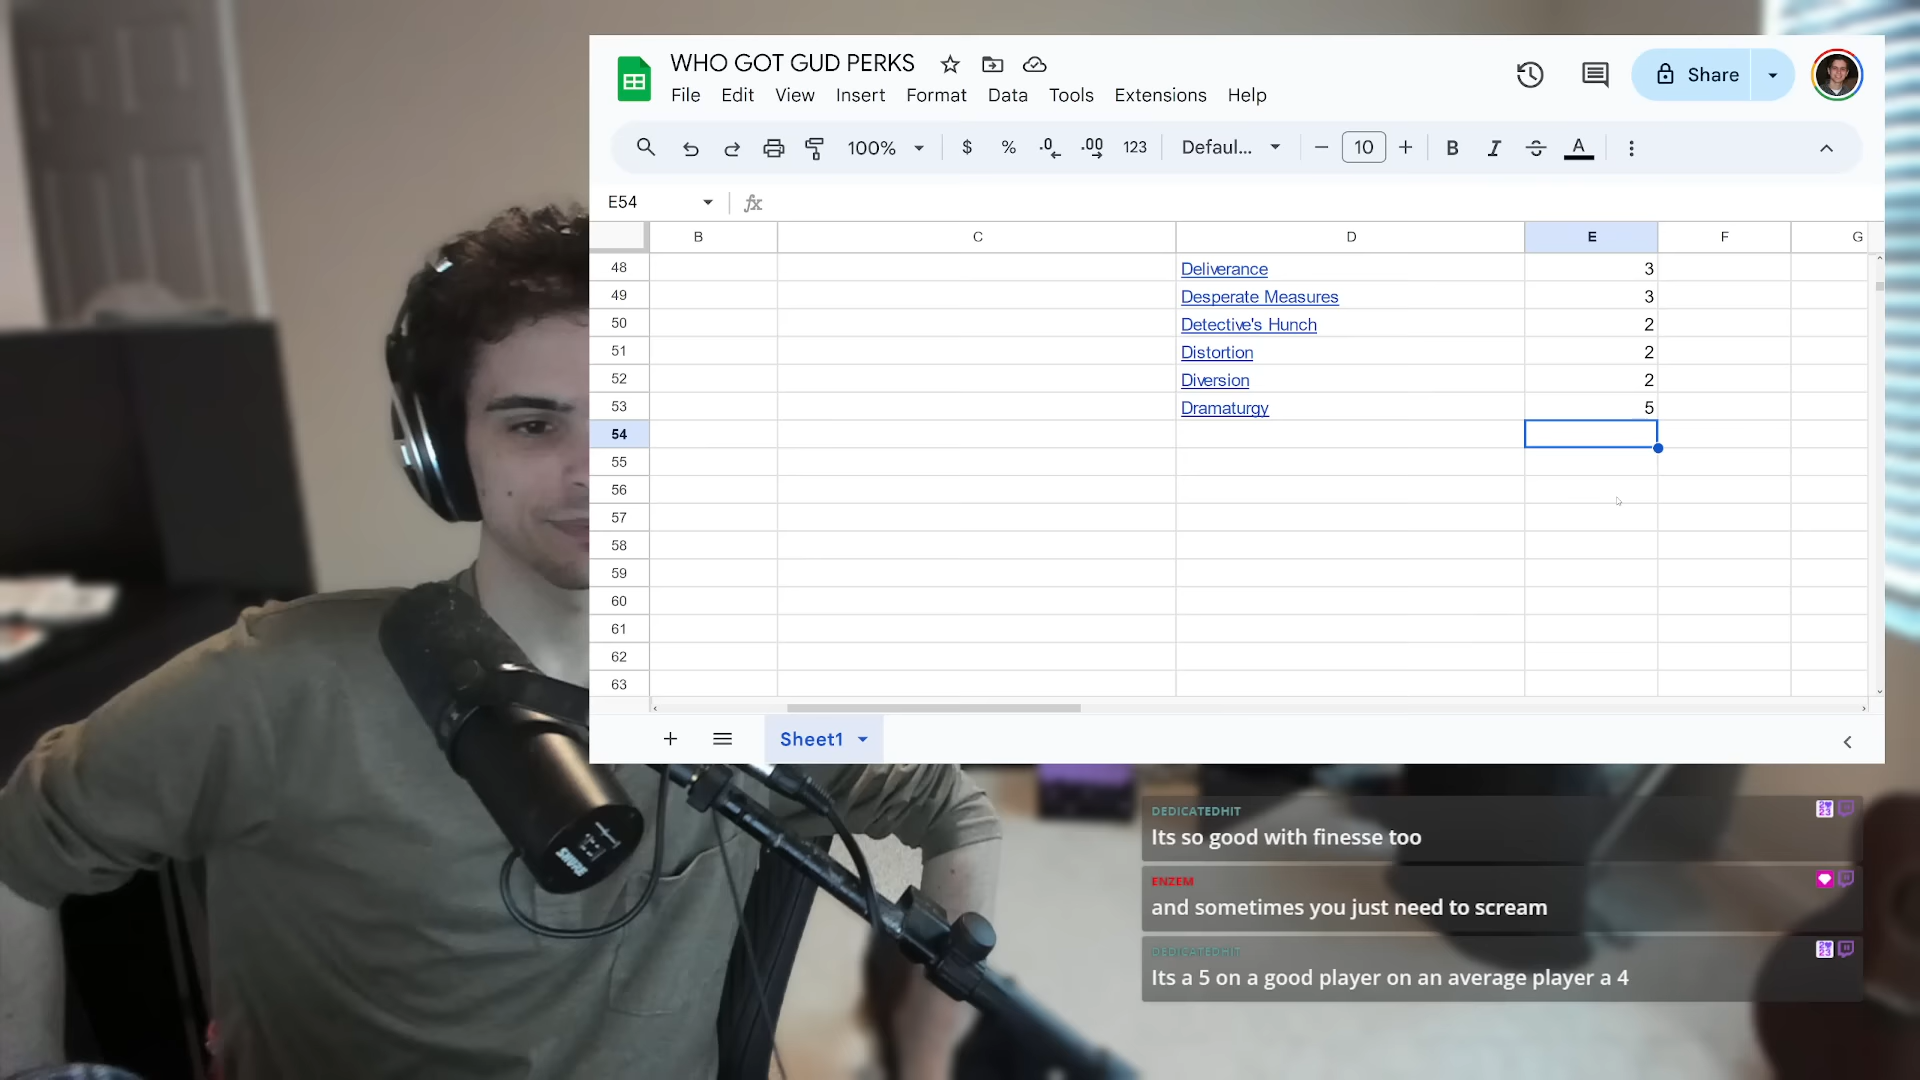 WHO GOT GUD PERKS
File Edit View Insert Format Data Tools Extensions Help
Share
100% $ % .0 .00 123 Defaul... 10 B I A
E54 fx
B C D E F G
48 Deliverance 3
49 Desperate Measures 3
50 Detective's Hunch 2
51 Distortion 2
52 Diversion 2
53 Dramaturgy 5
54
55
56
57
58
59
60
61
62
63
Sheet1
DEDICATEDHIT
Its so good with finesse too
ENZEM
and sometimes you just need to scream
DEDICATEDHIT
Its a 5 on a good player on an average player a 4
SHURE